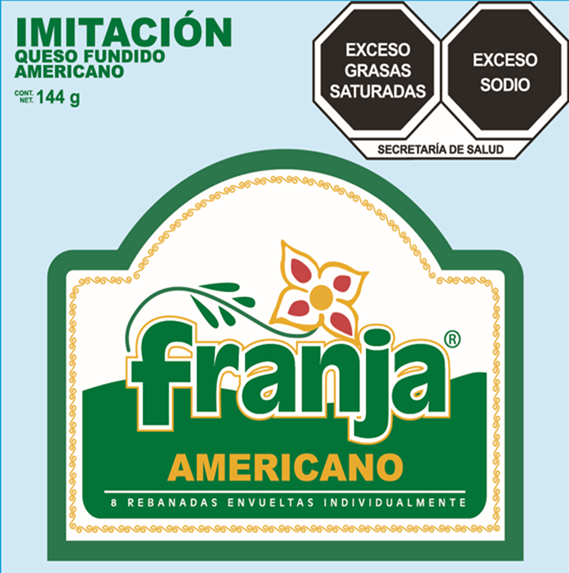 IMITACIÓN
QUESO FUNDIDO
AMERICANO
CONT.
NET. 144 g
EXCESO
GRASAS
SATURADAS
EXCESO
SODIO
SECRETARÍA DE SALUD
franja®
AMERICANO
8 REBANADAS ENVUELTAS INDIVIDUALMENTE